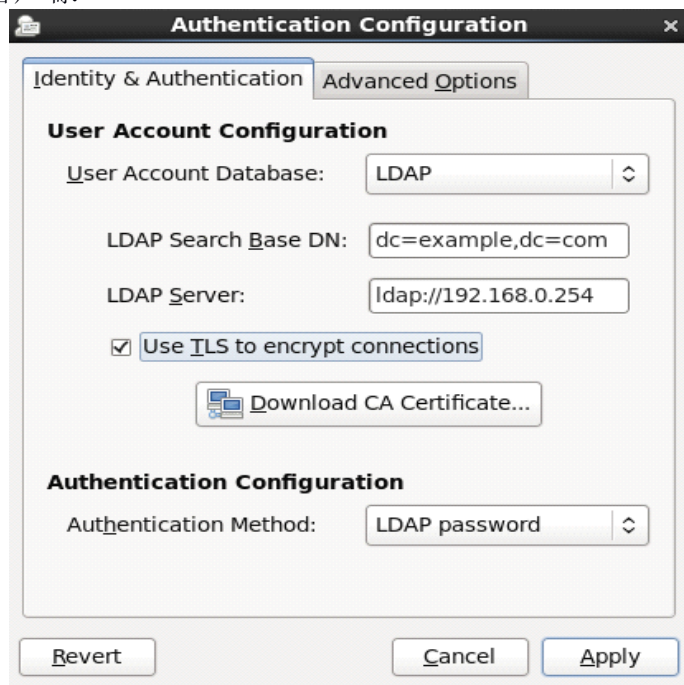 Authentication Configuration
Identity & Authentication
Advanced Options
User Account Configuration
User Account Database: LDAP
LDAP Search Base DN: dc=example,dc=com
LDAP Server: ldap://192.168.0.254
Use TLS to encrypt connections
Download CA Certificate...
Authentication Configuration
Authentication Method: LDAP password
Revert
Cancel
Apply